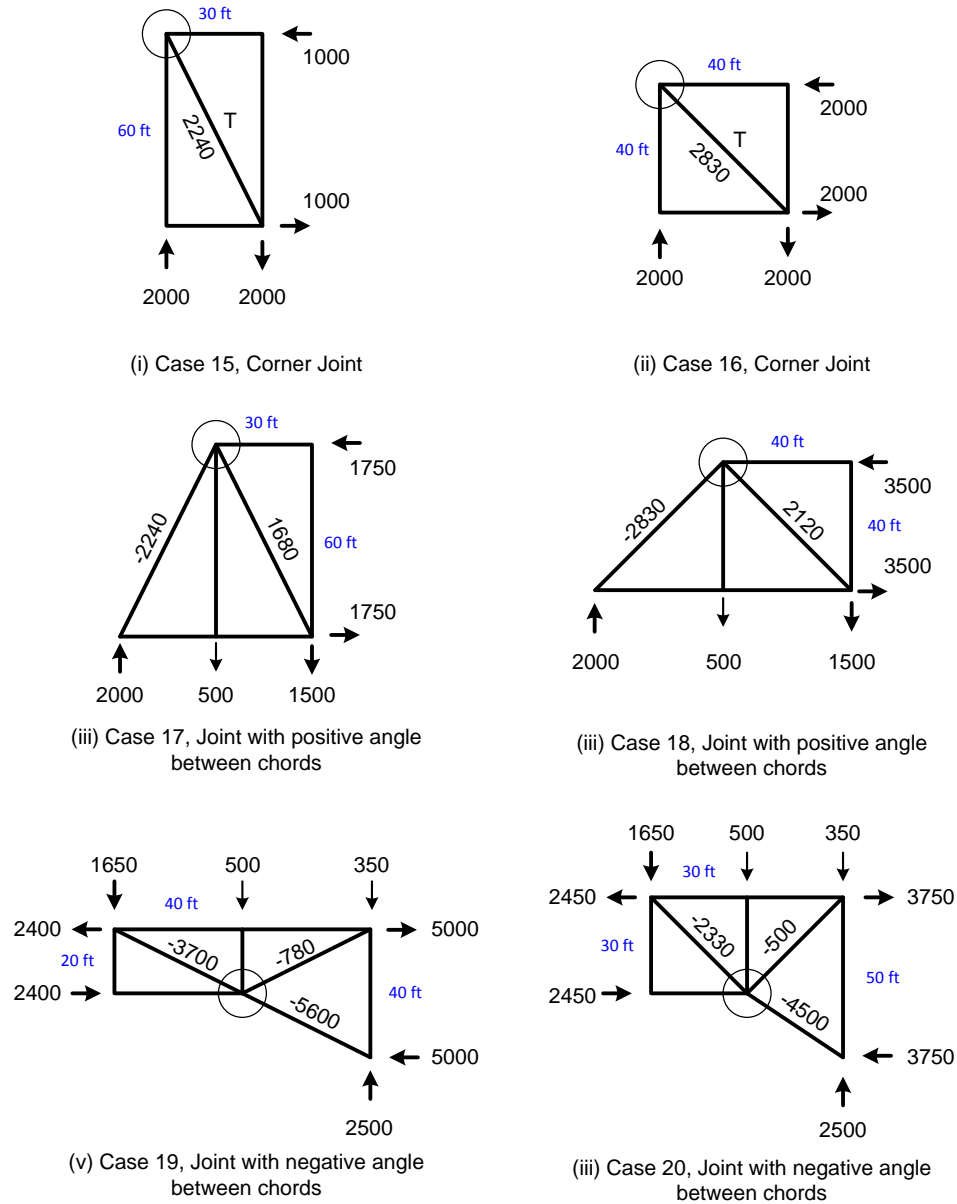 30 ft
1000
60 ft
2240
T
1000
2000 2000
(i) Case 15, Corner Joint
40 ft
2000
40 ft
2830
T
2000
2000 2000
(ii) Case 16, Corner Joint
30 ft
1750
-2240
1680
60 ft
1750
2000 500 1500
(iii) Case 17, Joint with positive angle
between chords
40 ft
3500
-2830
2120
40 ft
3500
2000 500 1500
(iii) Case 18, Joint with positive angle
between chords
1650 500 350
40 ft
2400 5000
20 ft
-3700
-780
2400
40 ft
-5600
5000
2500
(v) Case 19, Joint with negative angle
between chords
1650 500 350
30 ft
2450 3750
30 ft
-2330
-500
50 ft
2450
-4500
3750
2500
(iii) Case 20, Joint with negative angle
between chords